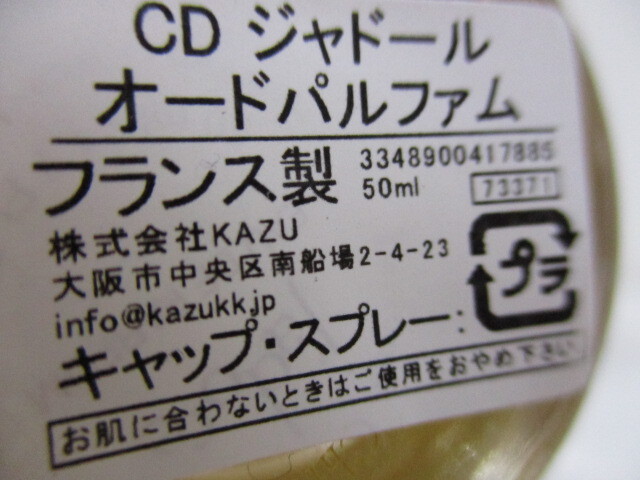 CD ジャドール
オードパルファム
フランス製
3348900417885
50ml 73371
株式会社KAZU
大阪市中央区南船場2-4-23
info@kazukk.jp
プラ
キャップ・スプレー:
お肌に合わないときはご使用をおやめ下さい